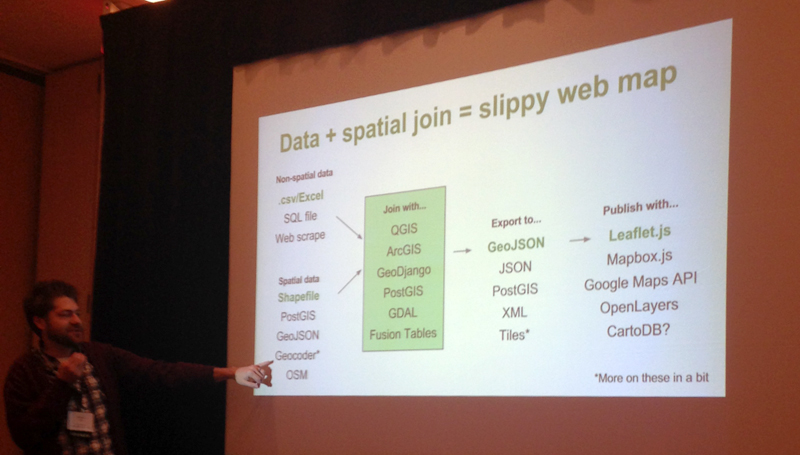 Data + spatial join = slippy web map
Non-spatial data
.csv/Excel
SQL file
Web scrape
Spatial data
Shapefile
PostGIS
GeoJSON
Geocoder*
OSM
Join with...
QGIS
ArcGIS
GeoDjango
PostGIS
GDAL
Fusion Tables
Export to...
GeoJSON
JSON
PostGIS
XML
Tiles*
Publish with...
Leaflet.js
Mapbox.js
Google Maps API
OpenLayers
CartoDB?
*More on these in a bit